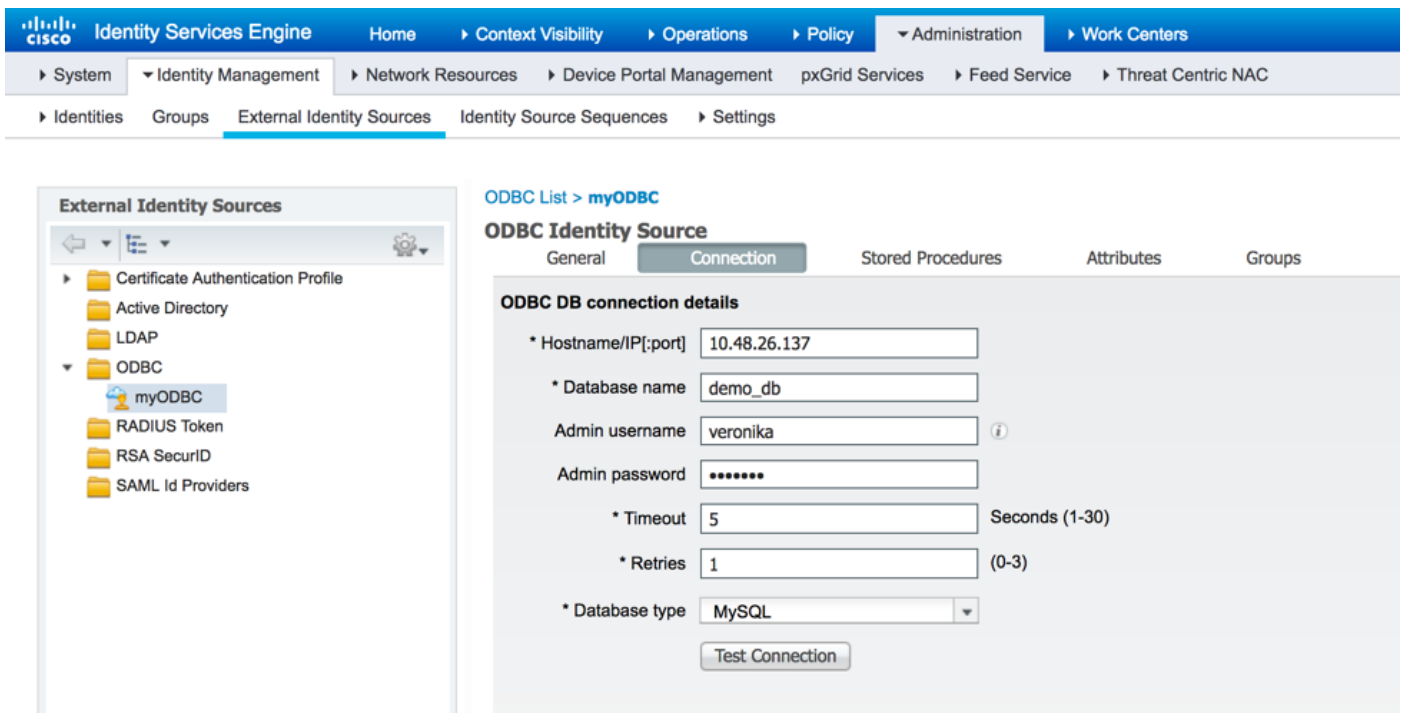 CISCO Identity Services Engine Home Context Visibility Operations Policy Administration Work Centers
System Identity Management Network Resources Device Portal Management pxGrid Services Feed Service Threat Centric NAC
Identities Groups External Identity Sources Identity Source Sequences Settings
External Identity Sources
Certificate Authentication Profile
Active Directory
LDAP
ODBC
myODBC
RADIUS Token
RSA SecurID
SAML Id Providers
ODBC List > myODBC
ODBC Identity Source
General Connection Stored Procedures Attributes Groups
ODBC DB connection details
* Hostname/IP[:port] 10.48.26.137
* Database name demo_db
Admin username veronika
Admin password •••••••
* Timeout 5 Seconds (1-30)
* Retries 1 (0-3)
* Database type MySQL
Test Connection